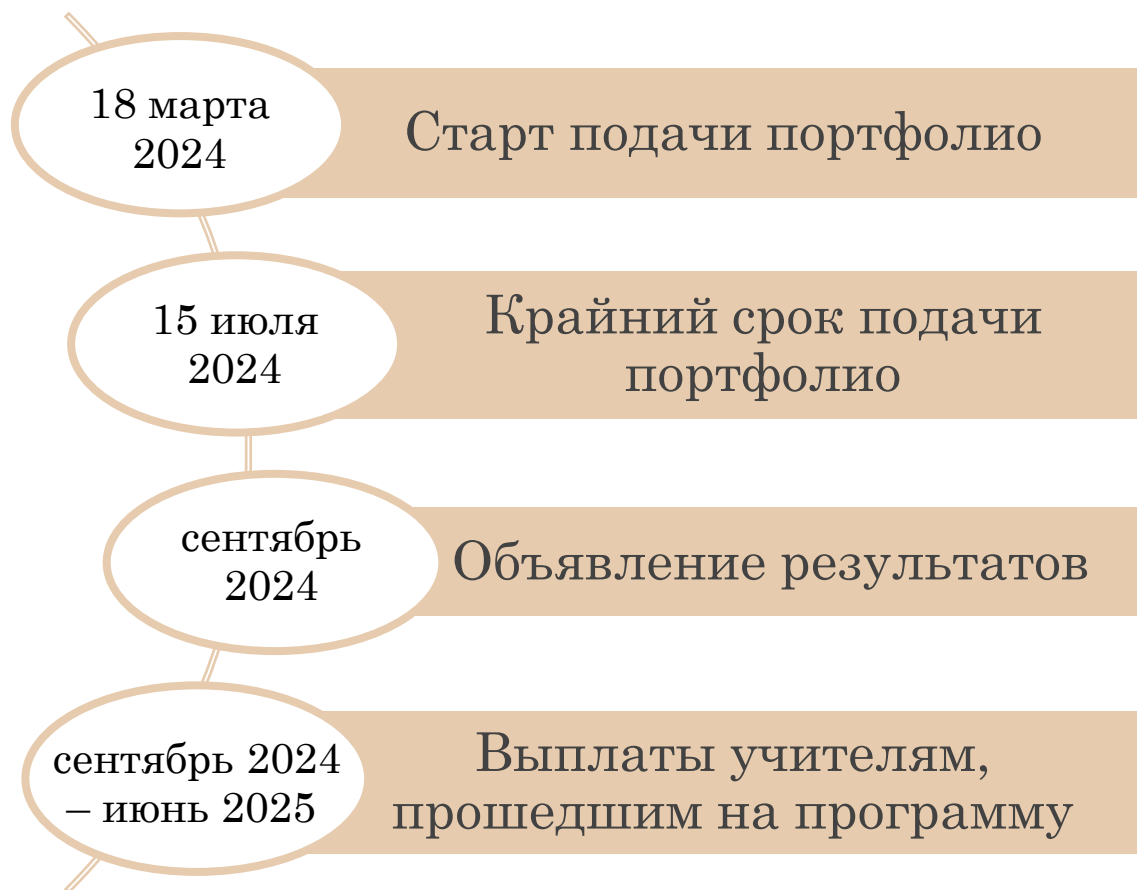 18 марта
2024
Старт подачи портфолио
15 июля
2024
Крайний срок подачи
портфолио
сентябрь
2024
Объявление результатов
сентябрь 2024
– июнь 2025
Выплаты учителям,
прошедшим на программу